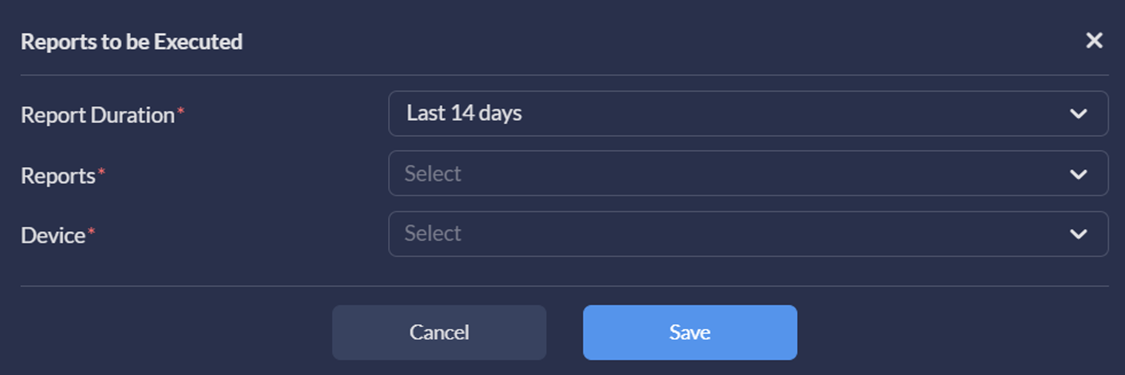 Reports to be Executed
Report Duration* Last 14 days
Reports* Select
Device* Select
Cancel Save